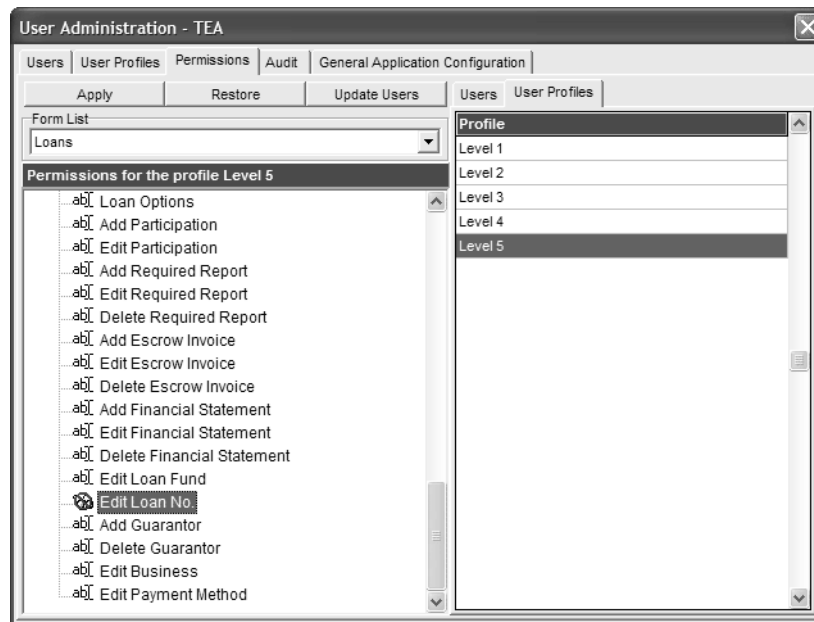 User Administration - TEA
Users User Profiles Permissions Audit General Application Configuration
Apply Restore Update Users
Form List
Loans
Permissions for the profile Level 5
Loan Options
Add Participation
Edit Participation
Add Required Report
Edit Required Report
Delete Required Report
Add Escrow Invoice
Edit Escrow Invoice
Delete Escrow Invoice
Add Financial Statement
Edit Financial Statement
Delete Financial Statement
Edit Loan Fund
Edit Loan No.
Add Guarantor
Delete Guarantor
Edit Business
Edit Payment Method
Users User Profiles
Profile
Level 1
Level 2
Level 3
Level 4
Level 5